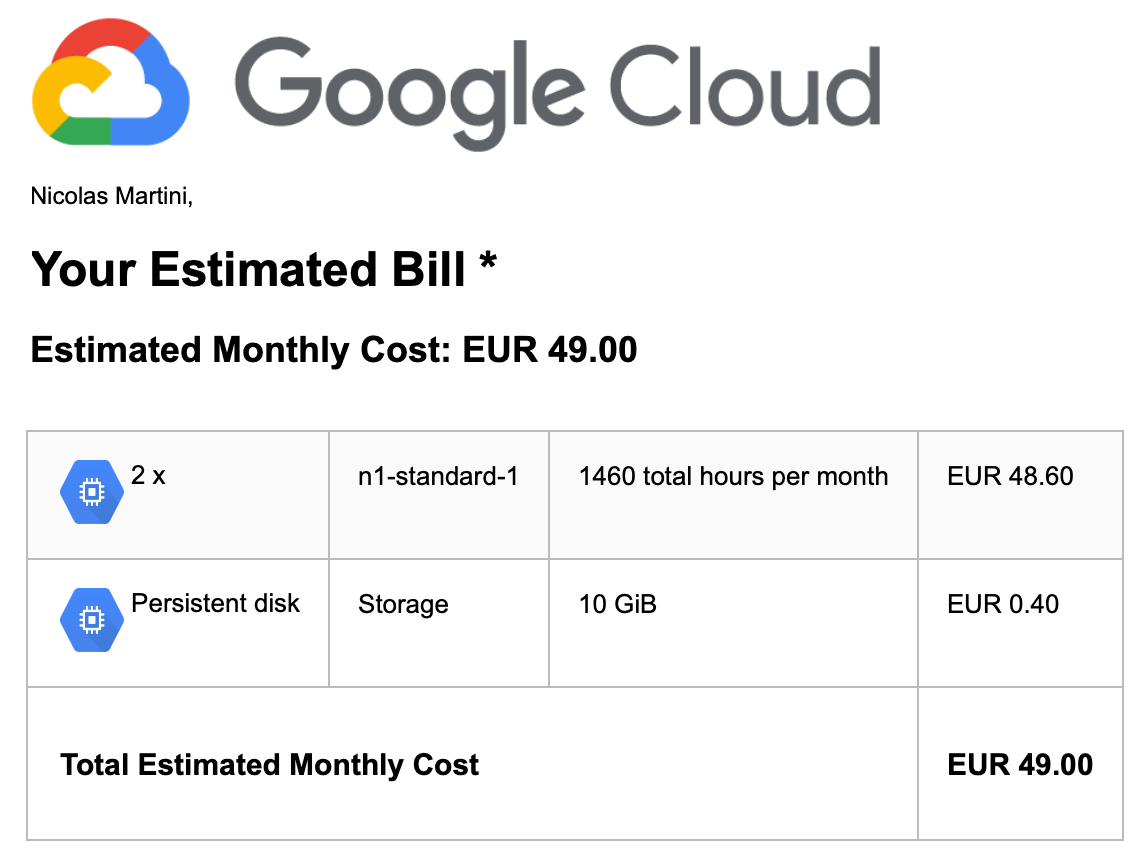 Google Cloud
Nicolas Martini,
Your Estimated Bill *
Estimated Monthly Cost: EUR 49.00
2 x n1-standard-1 1460 total hours per month EUR 48.60
Persistent disk Storage 10 GiB EUR 0.40
Total Estimated Monthly Cost EUR 49.00